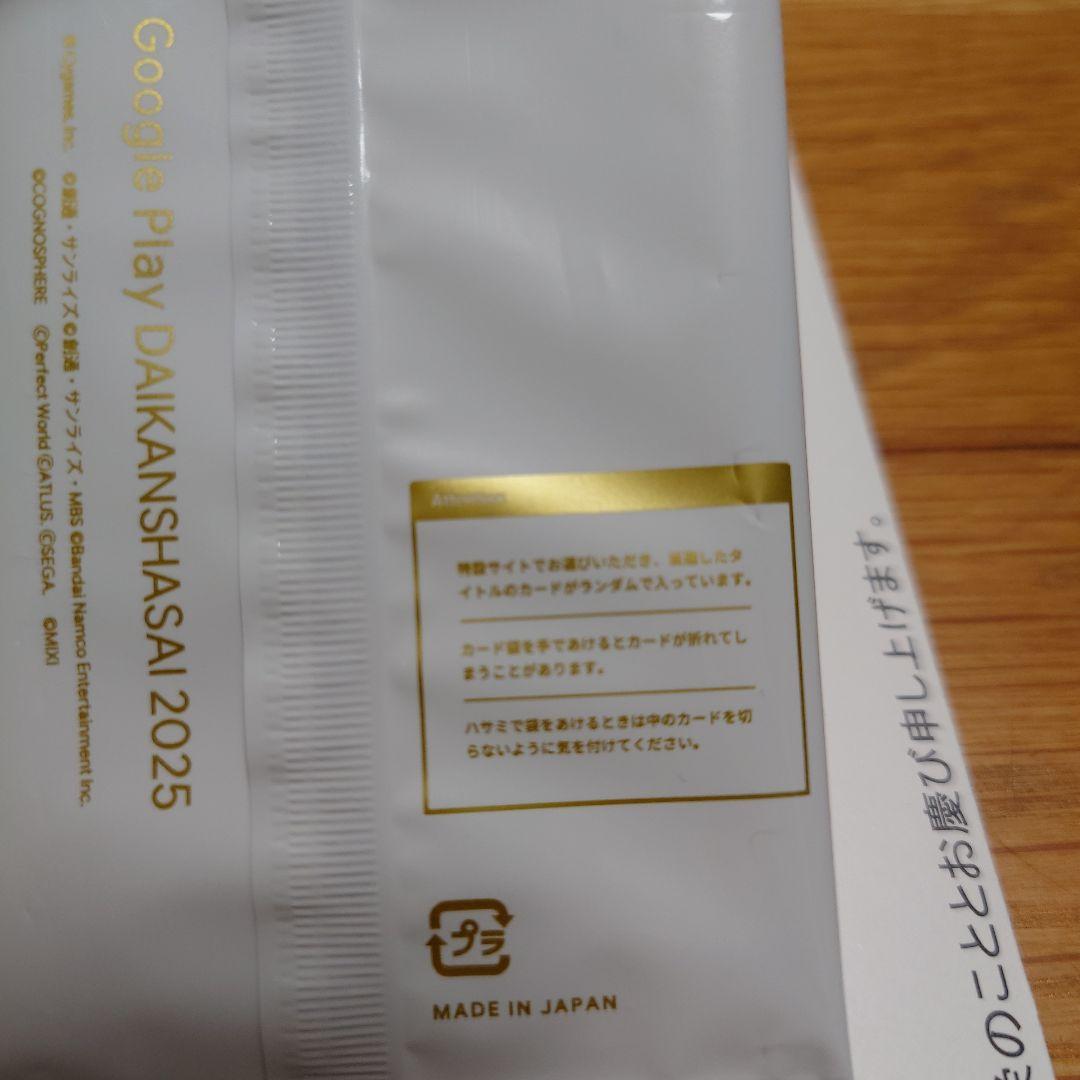 Google Play DAIKANSHASAI 2025
© Cygames, Inc. ©創通・サンライズ ©創通・サンライズ・MBS ©Bandai Namco Entertainment Inc.
©COGNOSPHERE ©Perfect World ©ATLUS. ©SEGA. ©MIXI
Attention
特設サイトでお選びいただき、当選したタ
イトルのカードがランダムで入っています。
カード袋を手であけるとカードが折れてし
まうことがあります。
ハサミで袋をあけるときは中のカードを切
らないように気を付けてください。
プラ
MADE IN JAPAN
のこととお慶び申し上げます。